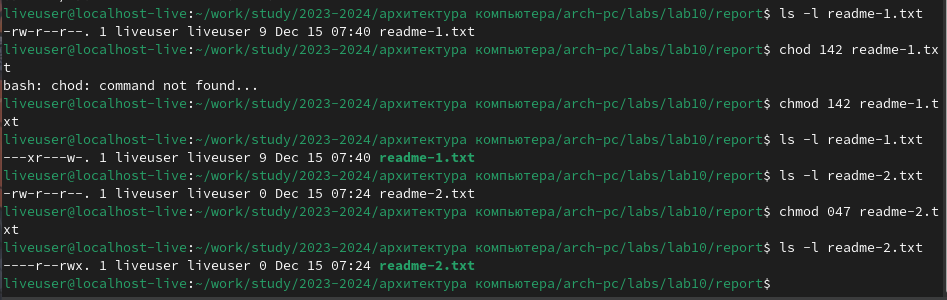 liveuser@localhost-live:~/work/study/2023-2024/архитектура компьютера/arch-pc/labs/lab10/report$ ls -l readme-1.txt
-rw-r--r--. 1 liveuser liveuser 9 Dec 15 07:40 readme-1.txt
liveuser@localhost-live:~/work/study/2023-2024/архитектура компьютера/arch-pc/labs/lab10/report$ chod 142 readme-1.tx
t
bash: chod: command not found...
liveuser@localhost-live:~/work/study/2023-2024/архитектура компьютера/arch-pc/labs/lab10/report$ chmod 142 readme-1.t
xt
liveuser@localhost-live:~/work/study/2023-2024/архитектура компьютера/arch-pc/labs/lab10/report$ ls -l readme-1.txt
---xr---w-. 1 liveuser liveuser 9 Dec 15 07:40 readme-1.txt
liveuser@localhost-live:~/work/study/2023-2024/архитектура компьютера/arch-pc/labs/lab10/report$ ls -l readme-2.txt
-rw-r--r--. 1 liveuser liveuser 0 Dec 15 07:24 readme-2.txt
liveuser@localhost-live:~/work/study/2023-2024/архитектура компьютера/arch-pc/labs/lab10/report$ chmod 047 readme-2.t
xt
liveuser@localhost-live:~/work/study/2023-2024/архитектура компьютера/arch-pc/labs/lab10/report$ ls -l readme-2.txt
----r--rwx. 1 liveuser liveuser 0 Dec 15 07:24 readme-2.txt
liveuser@localhost-live:~/work/study/2023-2024/архитектура компьютера/arch-pc/labs/lab10/report$